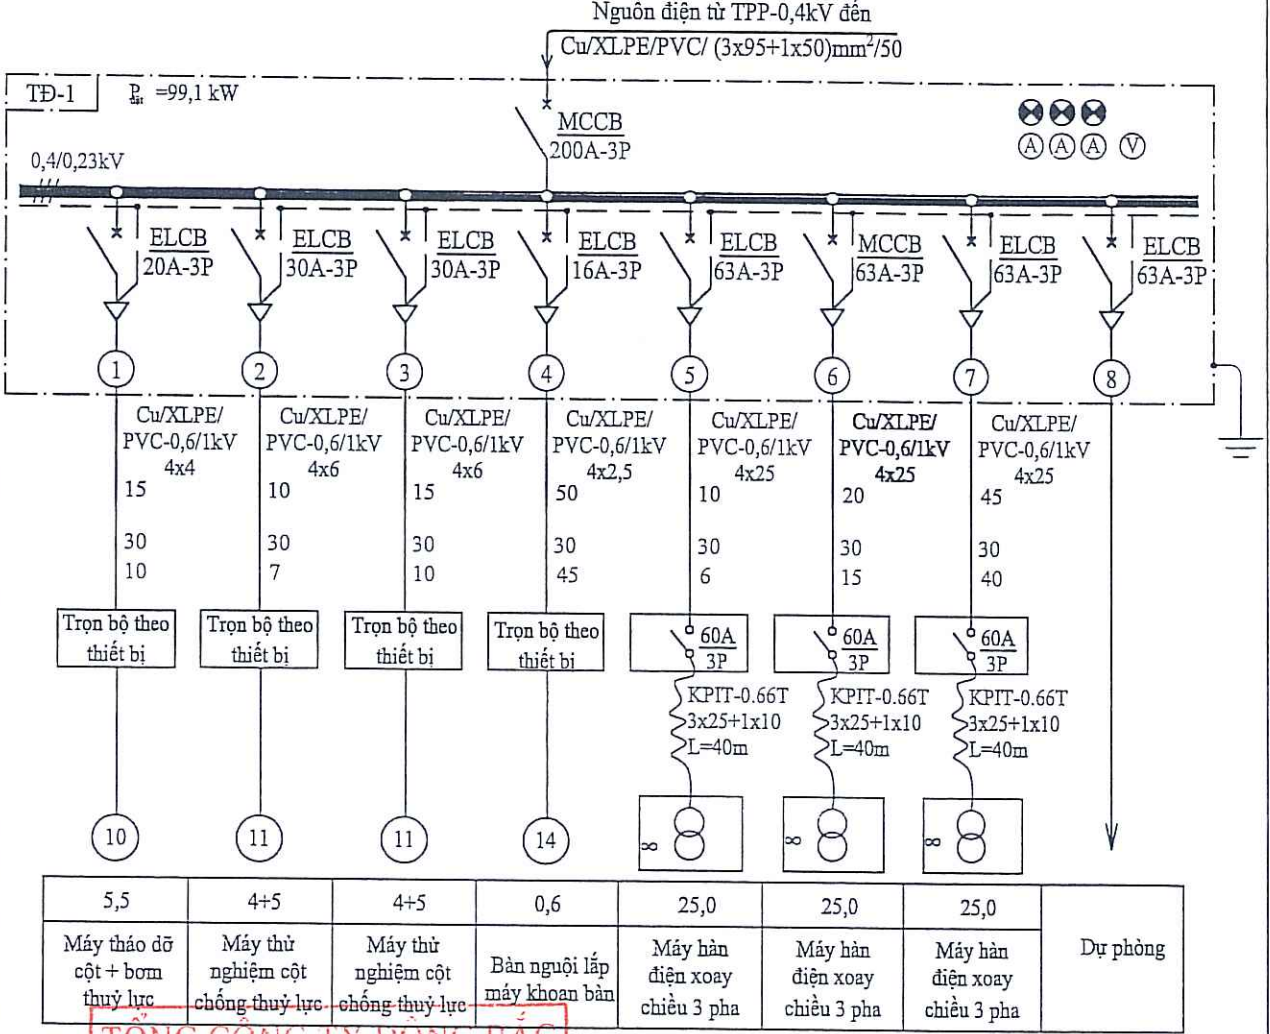 Nguồn điện từ TPP-0,4kV đến
Cu/XLPE/PVC/ (3x95+1x50)mm²/50
TĐ-1
Pđặt =99,1 kW
MCCB
200A-3P
A A A V
0,4/0,23kV
ELCB ELCB ELCB ELCB ELCB MCCB ELCB ELCB
20A-3P 30A-3P 30A-3P 16A-3P 63A-3P 63A-3P 63A-3P 63A-3P
1 2 3 4 5 6 7 8
Cu/XLPE/ Cu/XLPE/ Cu/XLPE/ Cu/XLPE/ Cu/XLPE/ Cu/XLPE/ Cu/XLPE/
PVC-0,6/1kV PVC-0,6/1kV PVC-0,6/1kV PVC-0,6/1kV PVC-0,6/1kV PVC-0,6/1kV PVC-0,6/1kV
4x4 4x6 4x6 4x2,5 4x25 4x25 4x25
15 10 15 50 10 20 45
30 30 30 30 30 30 30
10 7 10 45 6 15 40
Trọn bộ theo Trọn bộ theo Trọn bộ theo Trọn bộ theo 60A 60A 60A
thiết bị thiết bị thiết bị thiết bị 3P 3P 3P
KPIT-0.66T KPIT-0.66T KPIT-0.66T
3x25+1x10 3x25+1x10 3x25+1x10
L=40m L=40m L=40m
10 11 11 14 ∞ ∞ ∞
5,5 4+5 4+5 0,6 25,0 25,0 25,0
Máy tháo dỡ Máy thử Máy thử Bàn nguội lắp Máy hàn Máy hàn Máy hàn Dự phòng
cột + bơm nghiệm cột nghiệm cột máy khoan bàn điện xoay điện xoay điện xoay
thuỷ lực chống thuỷ lực chống thuỷ lực chiều 3 pha chiều 3 pha chiều 3 pha
TỔNG CÔNG TY ĐÔNG BẮC